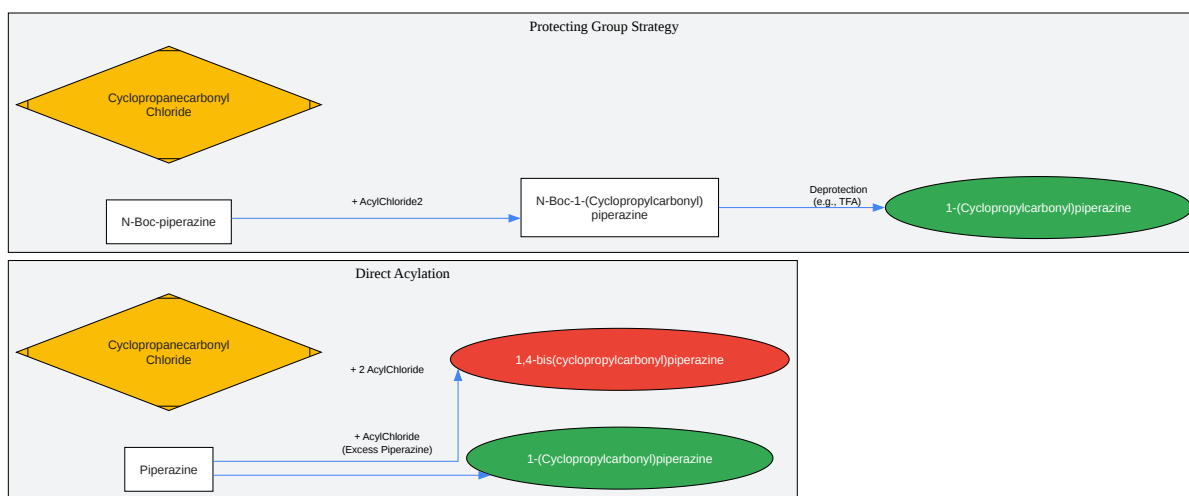 Protecting Group Strategy
Cyclopropanecarbonyl
Chloride
N-Boc-piperazine
+ AcylChloride2
N-Boc-1-(Cyclopropylcarbonyl)
piperazine
Deprotection
(e.g., TFA)
1-(Cyclopropylcarbonyl)piperazine
Direct Acylation
Cyclopropanecarbonyl
Chloride
+ 2 AcylChloride
1,4-bis(cyclopropylcarbonyl)piperazine
Piperazine
+ AcylChloride
(Excess Piperazine)
1-(Cyclopropylcarbonyl)piperazine